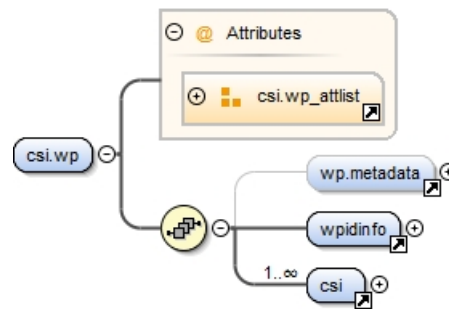 @ Attributes
csi.wp_attlist
csi.wp
wp.metadata
wpidinfo
1..∞
csi